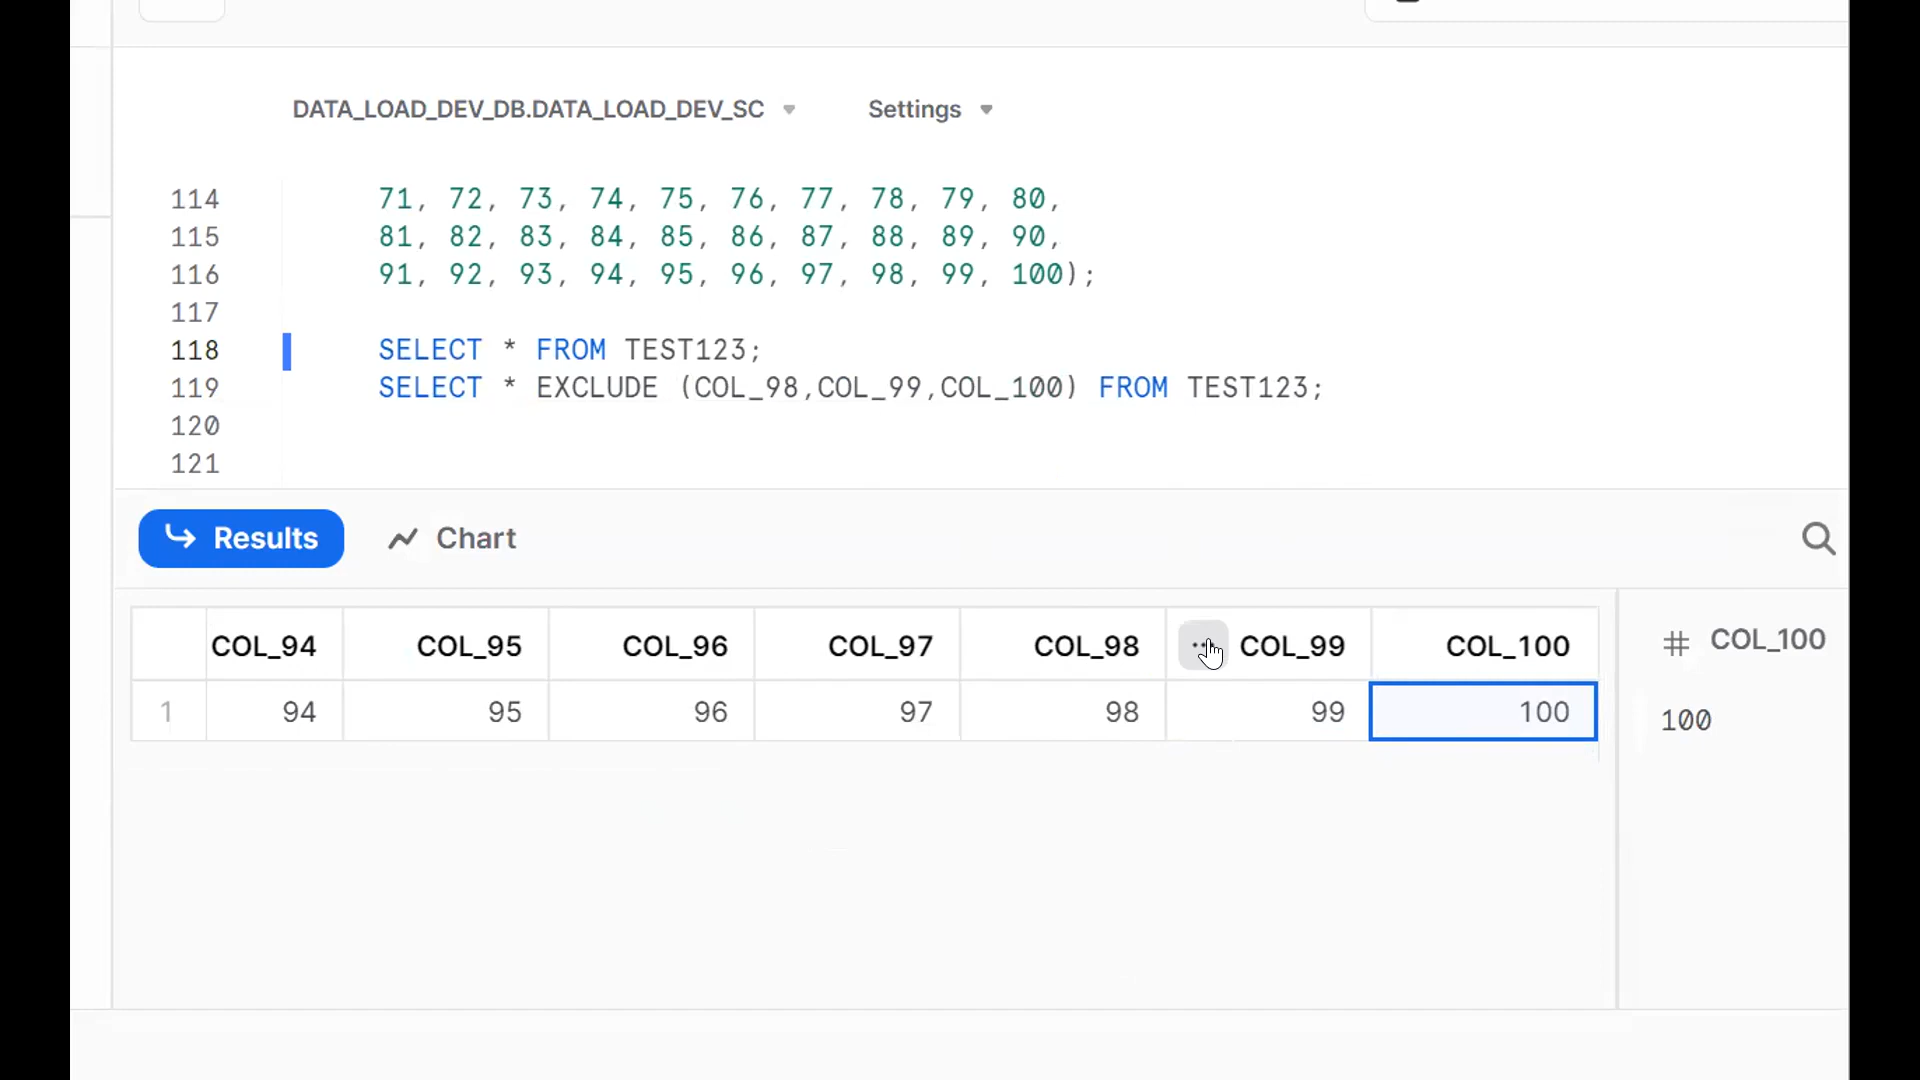 DATA_LOAD_DEV_DB.DATA_LOAD_DEV_SC Settings
114 71, 72, 73, 74, 75, 76, 77, 78, 79, 80,
115 81, 82, 83, 84, 85, 86, 87, 88, 89, 90,
116 91, 92, 93, 94, 95, 96, 97, 98, 99, 100);
117
118 SELECT * FROM TEST123;
119 SELECT * EXCLUDE (COL_98,COL_99,COL_100) FROM TEST123;
120
121
Results Chart
COL_94 COL_95 COL_96 COL_97 COL_98 COL_99 COL_100
1 94 95 96 97 98 99 100
# COL_100
100